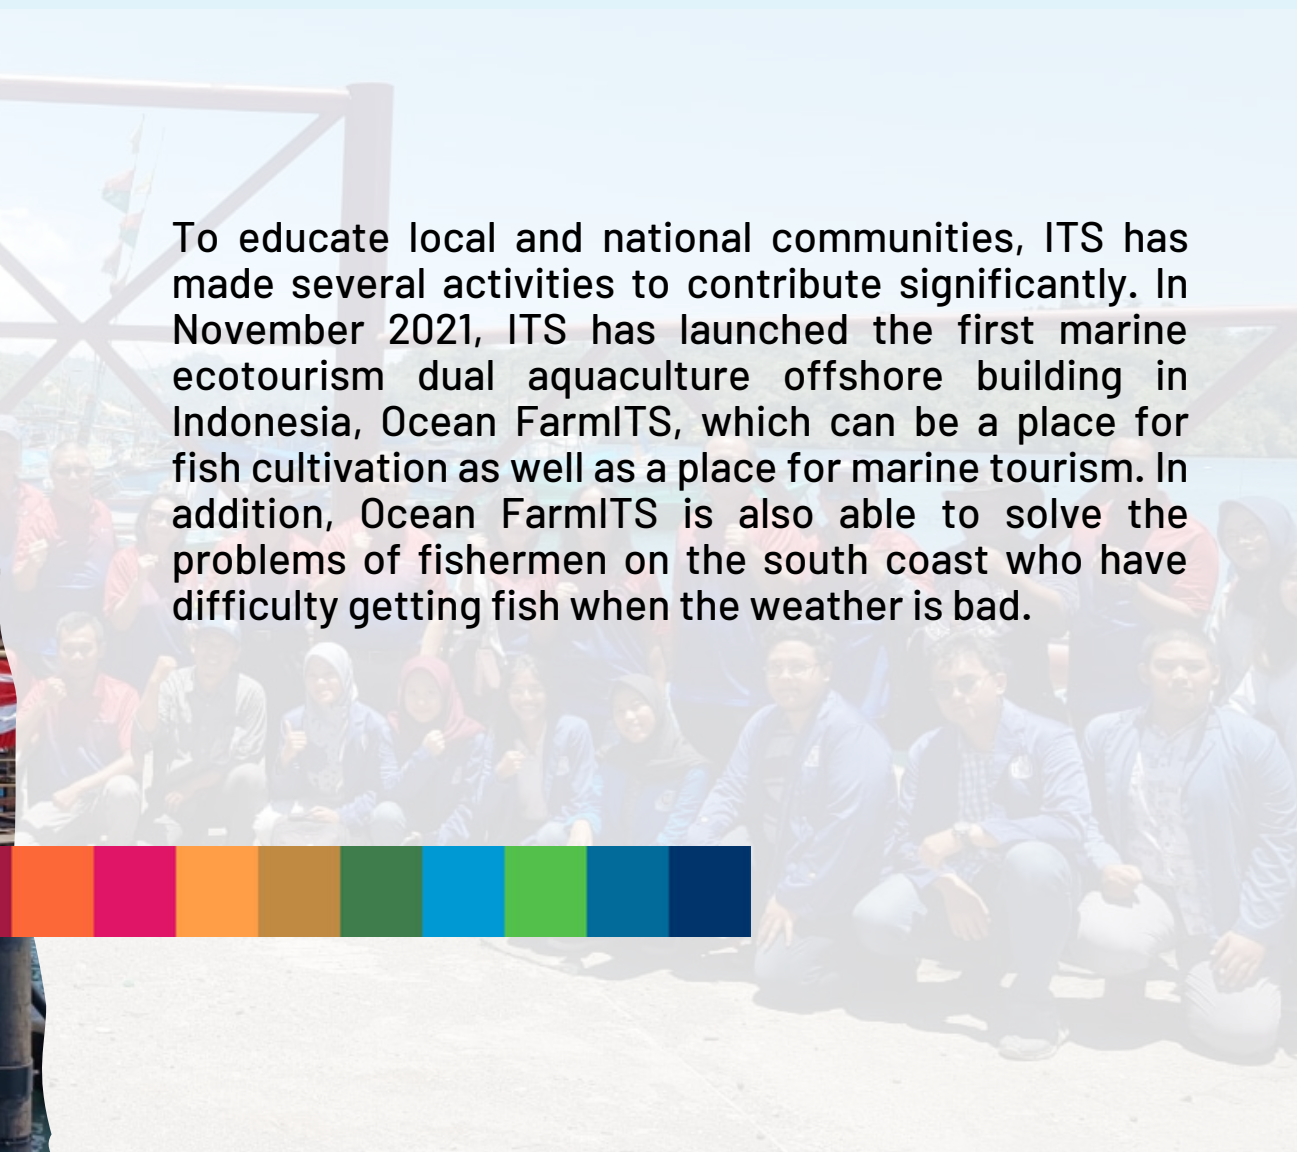 To educate local and national communities, ITS has
made several activities to contribute significantly. In
November 2021, ITS has launched the first marine
ecotourism dual aquaculture offshore building in
Indonesia, Ocean FarmITS, which can be a place for
fish cultivation as well as a place for marine tourism. In
addition, Ocean FarmITS is also able to solve the
problems of fishermen on the south coast who have
difficulty getting fish when the weather is bad.